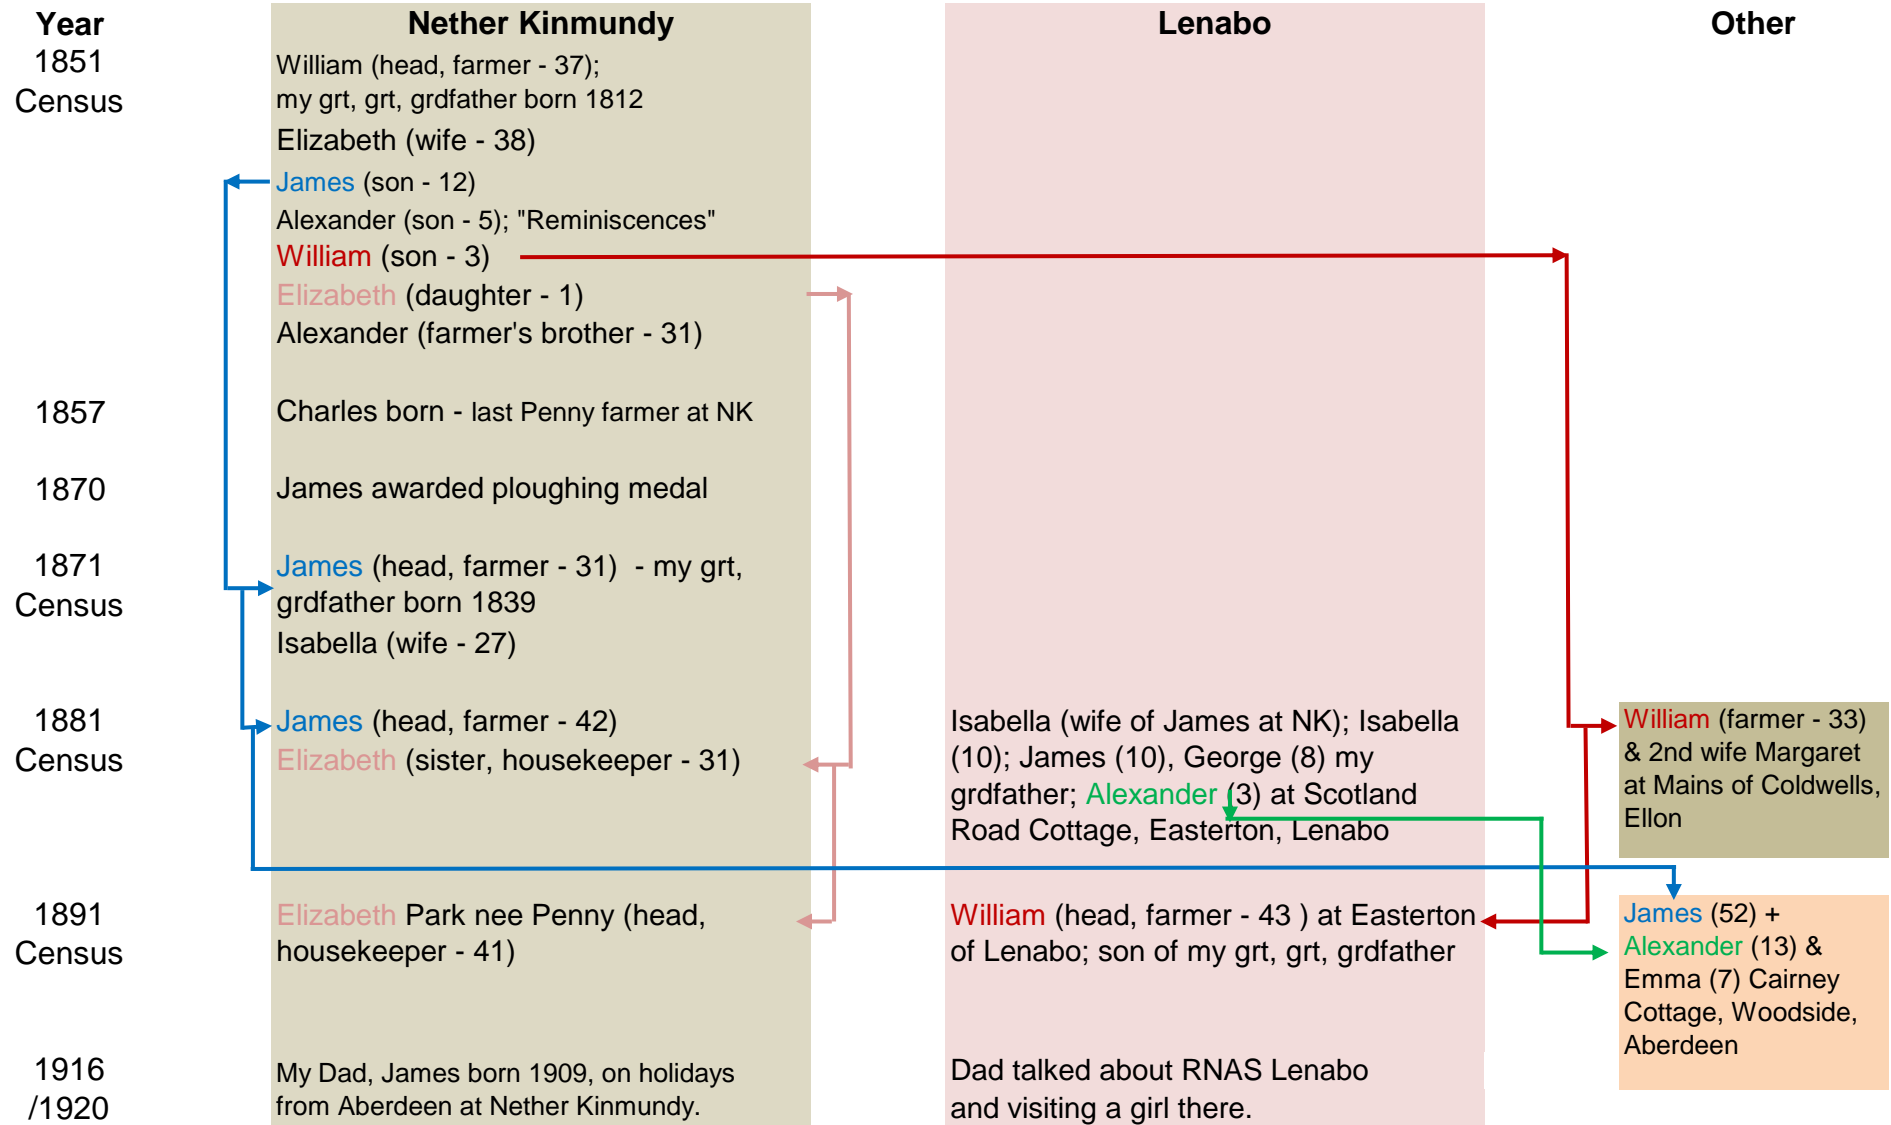 Year
Nether Kinmundy
Lenabo
Other
1851
Census
William (head, farmer - 37);
my grt, grt, grdfather born 1812
Elizabeth (wife - 38)
James (son - 12)
Alexander (son - 5); "Reminiscences"
William (son - 3)
Elizabeth (daughter - 1)
Alexander (farmer's brother - 31)
1857
Charles born - last Penny farmer at NK
1870
James awarded ploughing medal
1871
Census
James (head, farmer - 31)  - my grt,
grdfather born 1839
Isabella (wife - 27)
1881
Census
James (head, farmer - 42)
Elizabeth (sister, housekeeper - 31)
Isabella (wife of James at NK); Isabella
(10); James (10), George (8) my
grdfather; Alexander (3) at Scotland
Road Cottage, Easterton, Lenabo
William (farmer - 33)
& 2nd wife Margaret
at Mains of Coldwells,
Ellon
1891
Census
Elizabeth Park nee Penny (head,
housekeeper - 41)
William (head, farmer - 43 ) at Easterton
of Lenabo; son of my grt, grt, grdfather
James (52) +
Alexander (13) &
Emma (7) Cairney
Cottage, Woodside,
Aberdeen
1916
/1920
My Dad, James born 1909, on holidays
from Aberdeen at Nether Kinmundy.
Dad talked about RNAS Lenabo
and visiting a girl there.